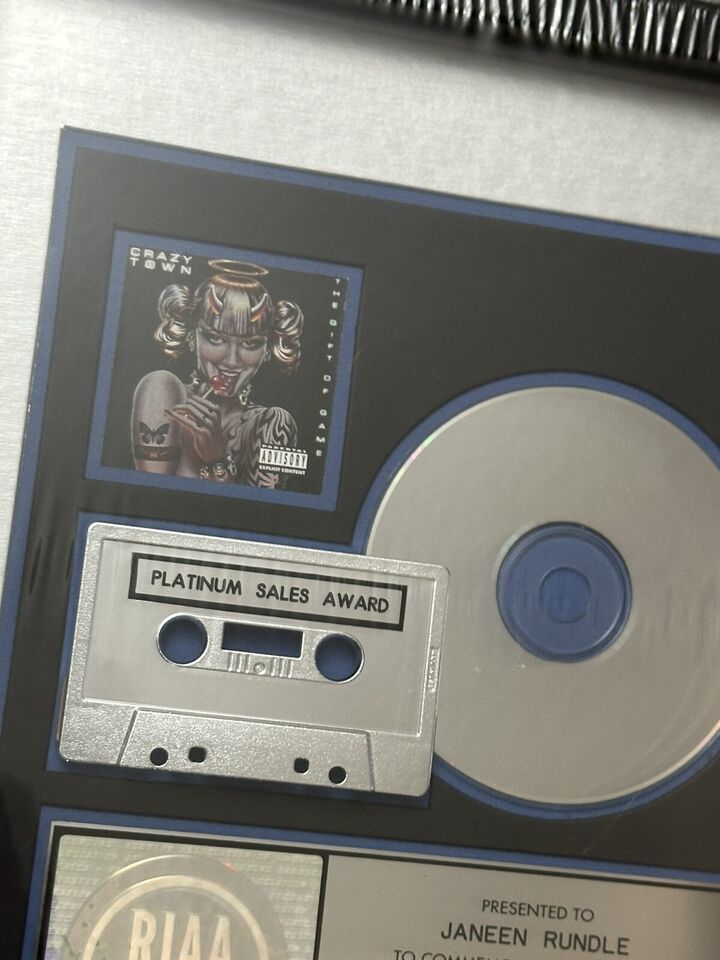 CRAZY
TOWN
THE GIFT OF GAME
PARENTAL
ADVISORY
EXPLICIT CONTENT
PLATINUM SALES AWARD
RIAA
PRESENTED TO
JANEEN RUNDLE